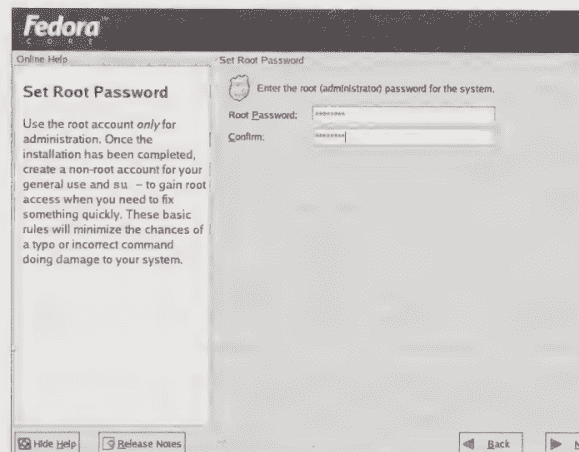 Fedora™
CORE
Online Help
Set Root Password
Use the root account only for
administration. Once the
installation has been completed,
create a non-root account for your
general use and su - to gain root
access when you need to fix
something quickly. These basic
rules will minimize the chances of
a typo or incorrect command
doing damage to your system.
Set Root Password
Enter the root (administrator) password for the system.
Root Password: ********
Confirm: ********
Hide Help
Release Notes
Back